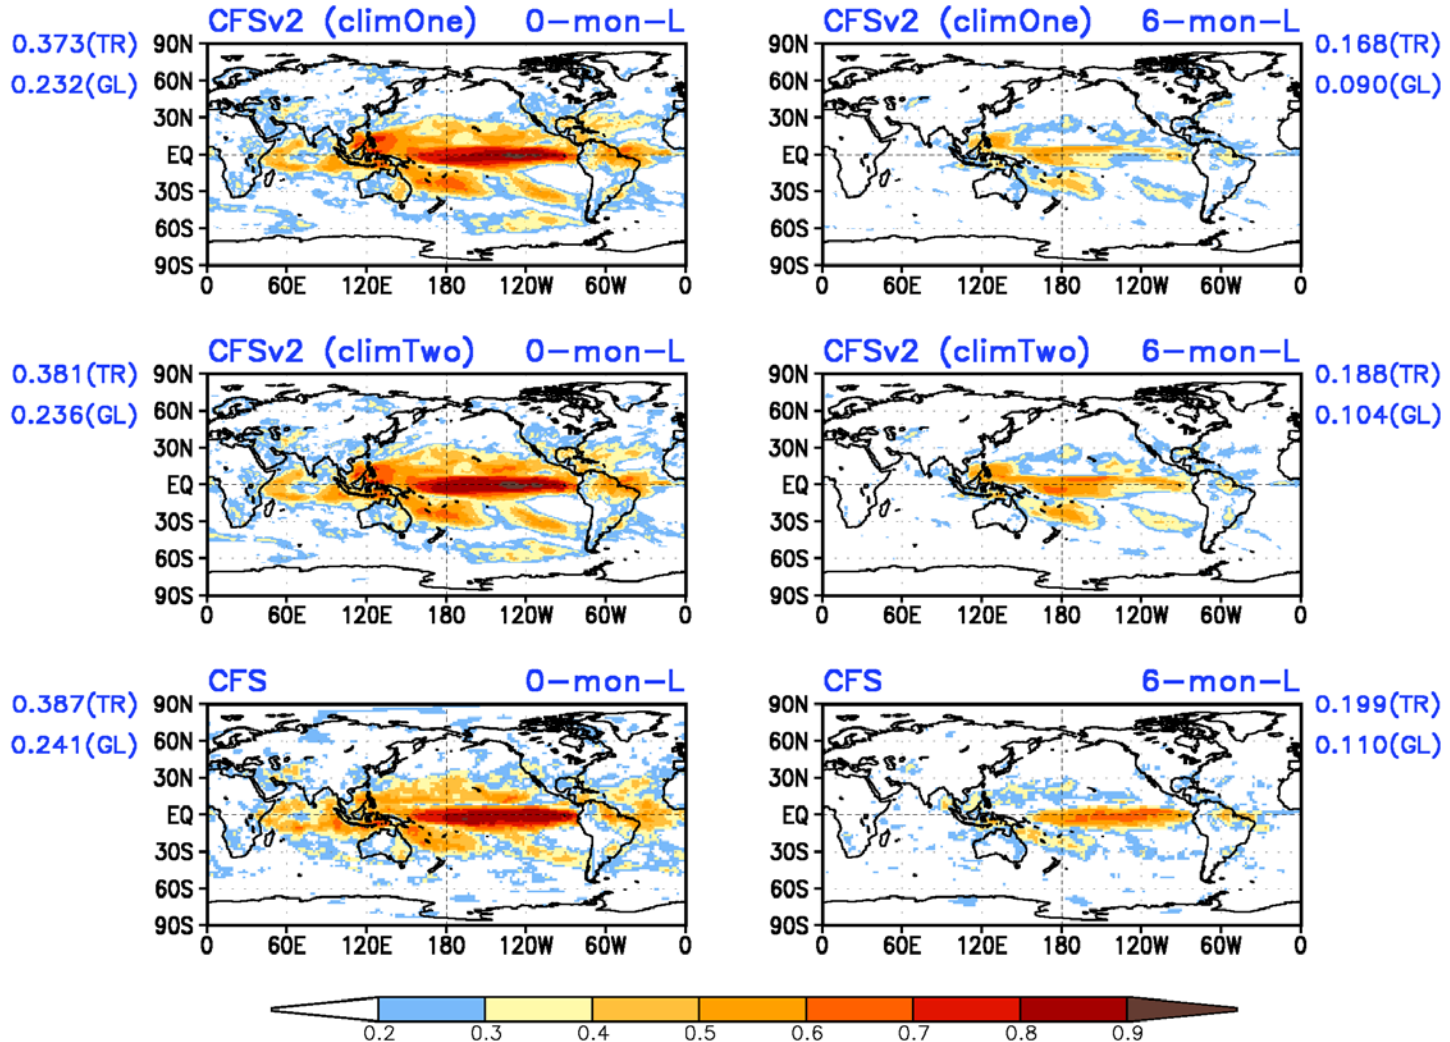 CFSv2 (climOne) 0-mon-L
0.373(TR)
0.232(GL)
90N
60N
30N
EQ
30S
60S
90S
0 60E 120E 180 120W 60W 0
CFSv2 (climOne) 6-mon-L
0.168(TR)
0.090(GL)
90N
60N
30N
EQ
30S
60S
90S
0 60E 120E 180 120W 60W 0
CFSv2 (climTwo) 0-mon-L
0.381(TR)
0.236(GL)
90N
60N
30N
EQ
30S
60S
90S
0 60E 120E 180 120W 60W 0
CFSv2 (climTwo) 6-mon-L
0.188(TR)
0.104(GL)
90N
60N
30N
EQ
30S
60S
90S
0 60E 120E 180 120W 60W 0
CFS 0-mon-L
0.387(TR)
0.241(GL)
90N
60N
30N
EQ
30S
60S
90S
0 60E 120E 180 120W 60W 0
CFS 6-mon-L
0.199(TR)
0.110(GL)
90N
60N
30N
EQ
30S
60S
90S
0 60E 120E 180 120W 60W 0
0.2 0.3 0.4 0.5 0.6 0.7 0.8 0.9